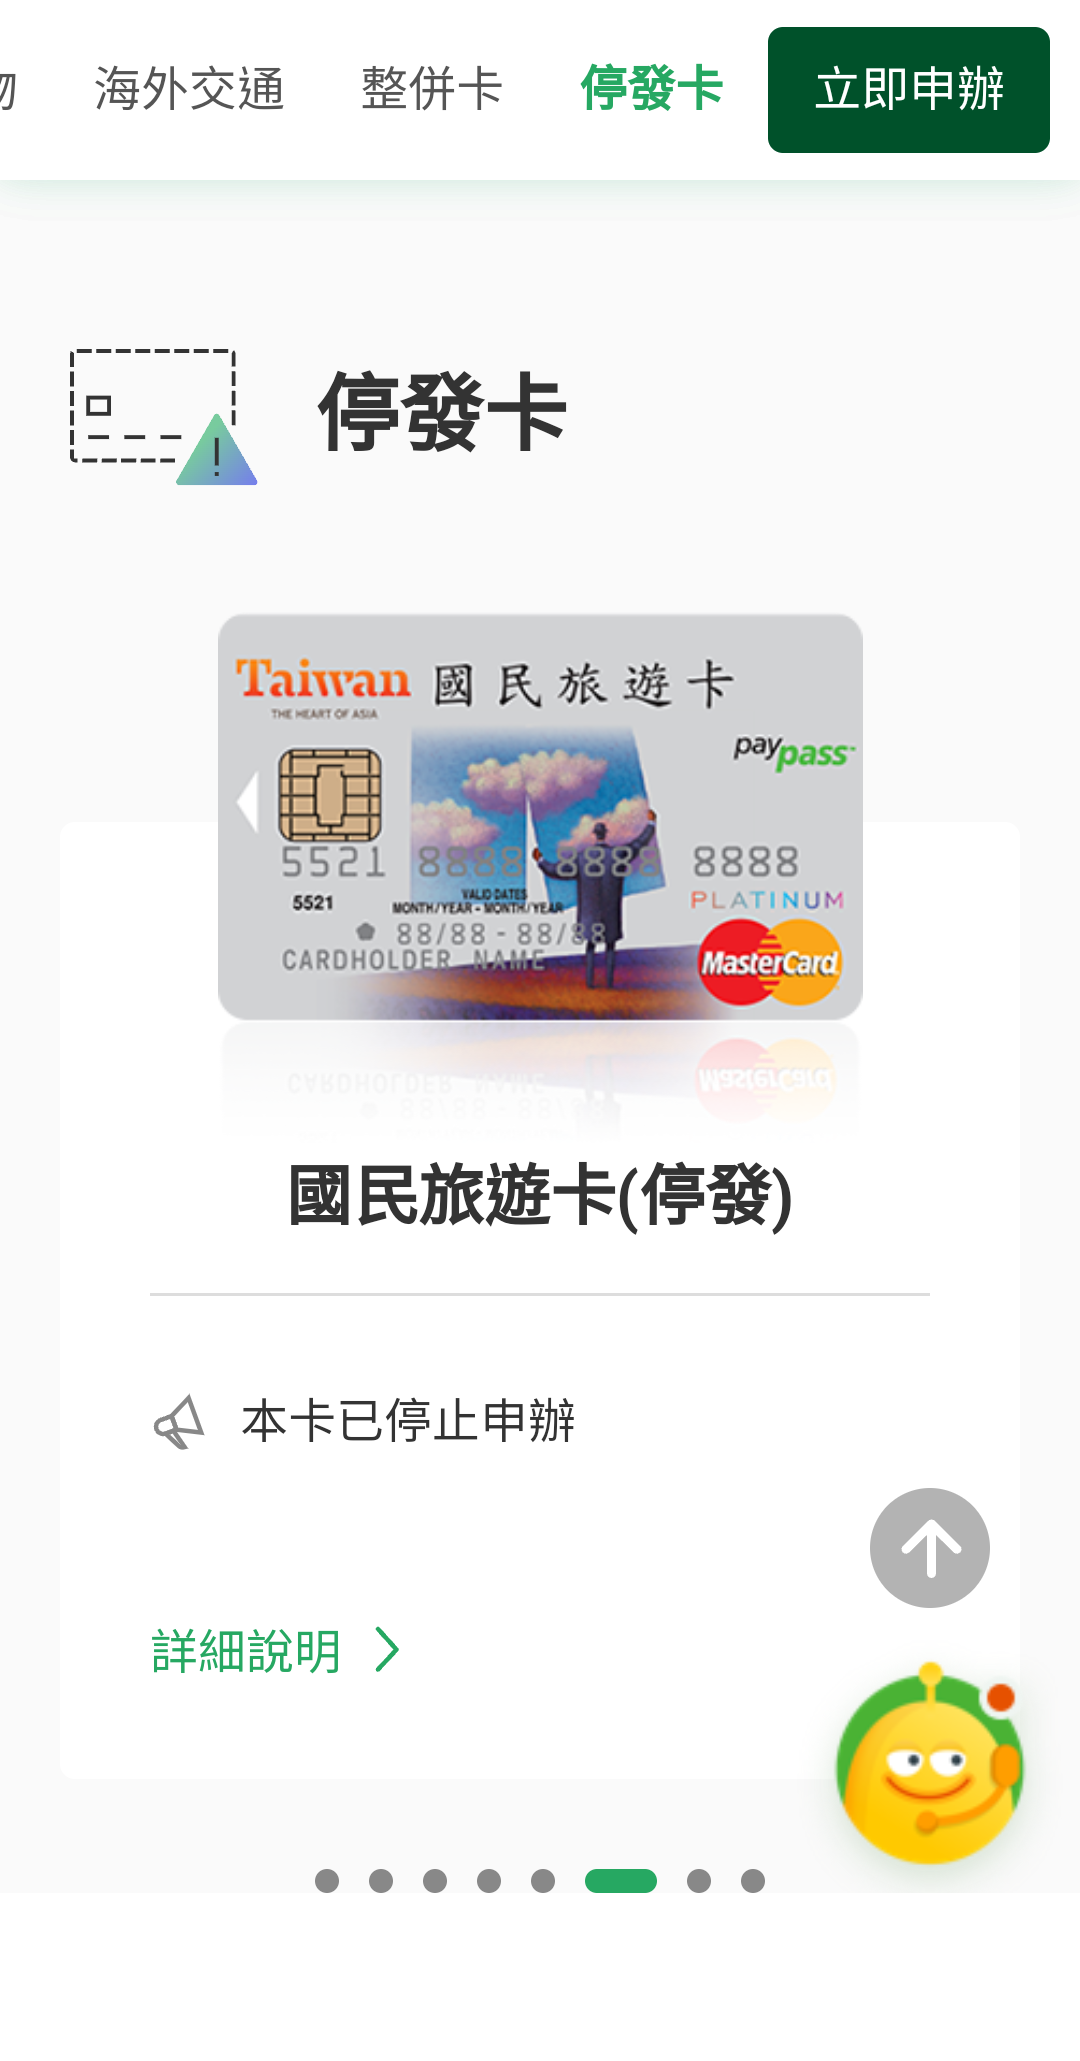 海外交通 整併卡 停發卡 立即申辦
停發卡
Taiwan 國民旅遊卡
THE HEART OF ASIA
paypass
5521 8888 8888 8888
5521
VALID DATES
MONTH/YEAR - MONTH/YEAR
PLATINUM
88/88 - 88/88
CARDHOLDER NAME
MasterCard
國民旅遊卡(停發)
本卡已停止申辦
詳細說明